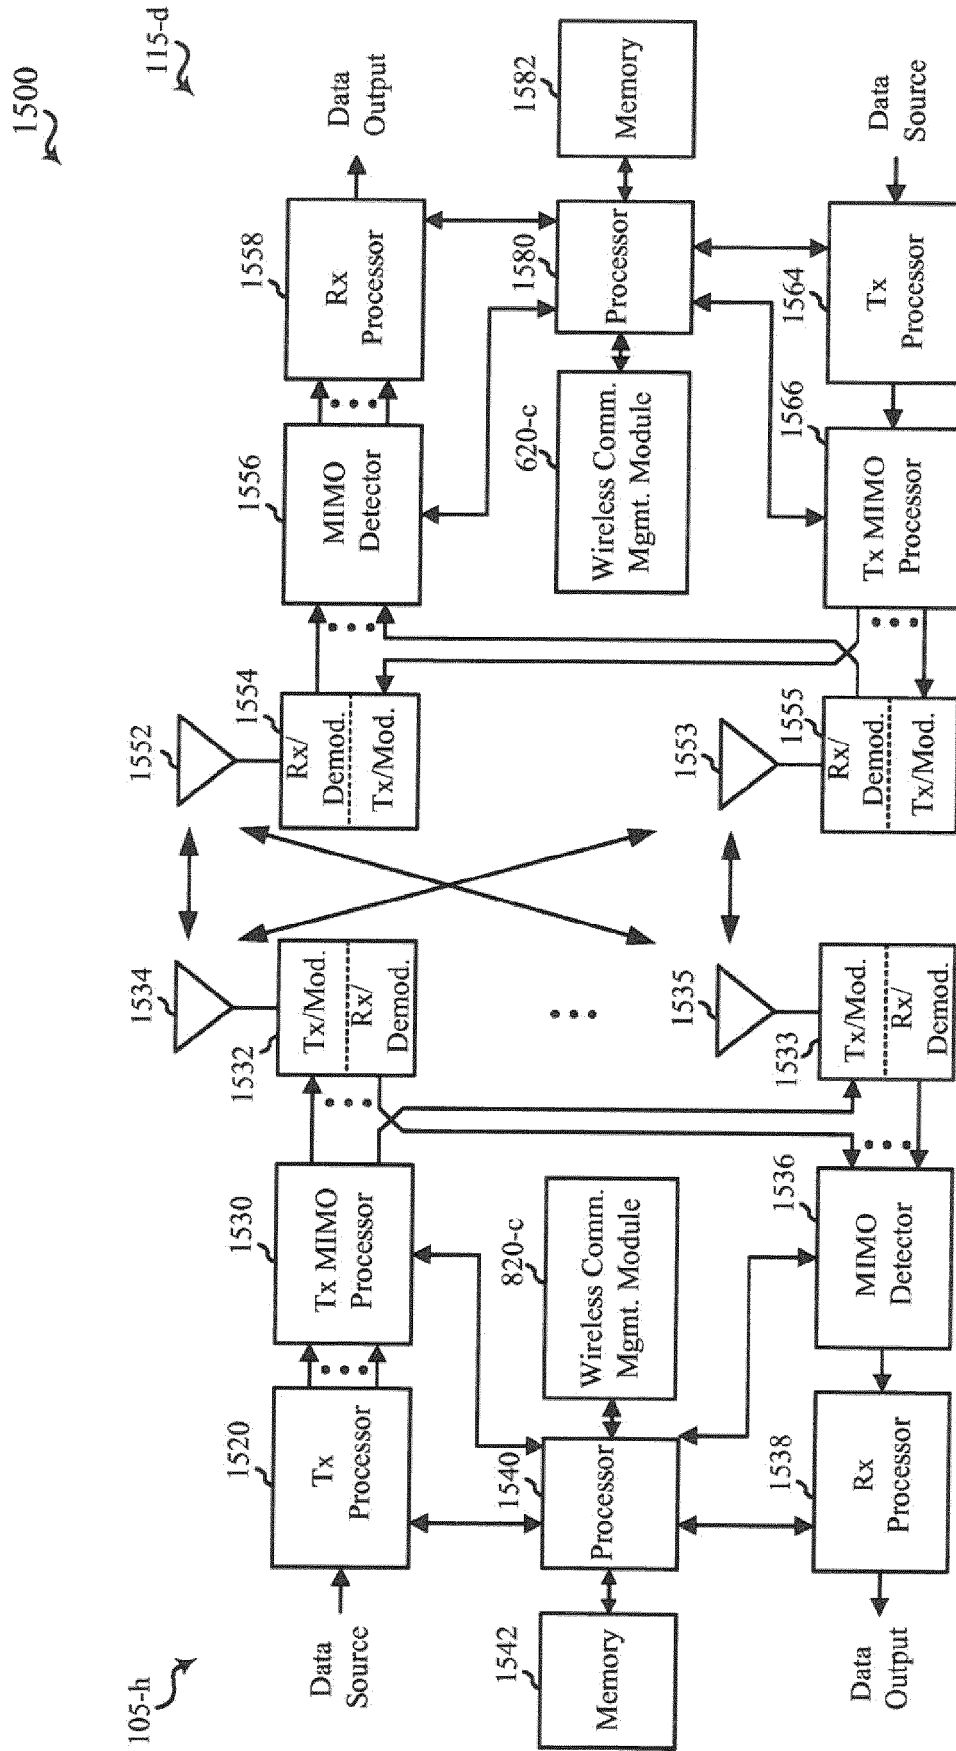 1500
105-h
115-d
Data
Source
1520
Tx
Processor
1530
Tx MIMO
Processor
1532
Tx/Mod.
Rx/
Demod.
1534
1552
1554
Rx/
Demod.
Tx/Mod.
1556
MIMO
Detector
1558
Rx
Processor
Data
Output
1542
Memory
1540
Processor
820-c
Wireless Comm.
Mgmt. Module
620-c
Wireless Comm.
Mgmt. Module
1580
Processor
1582
Memory
Data
Output
1538
Rx
Processor
1536
MIMO
Detector
1533
Tx/Mod.
Rx/
Demod.
1535
1553
1555
Rx/
Demod.
Tx/Mod.
1566
Tx MIMO
Processor
1564
Tx
Processor
Data
Source